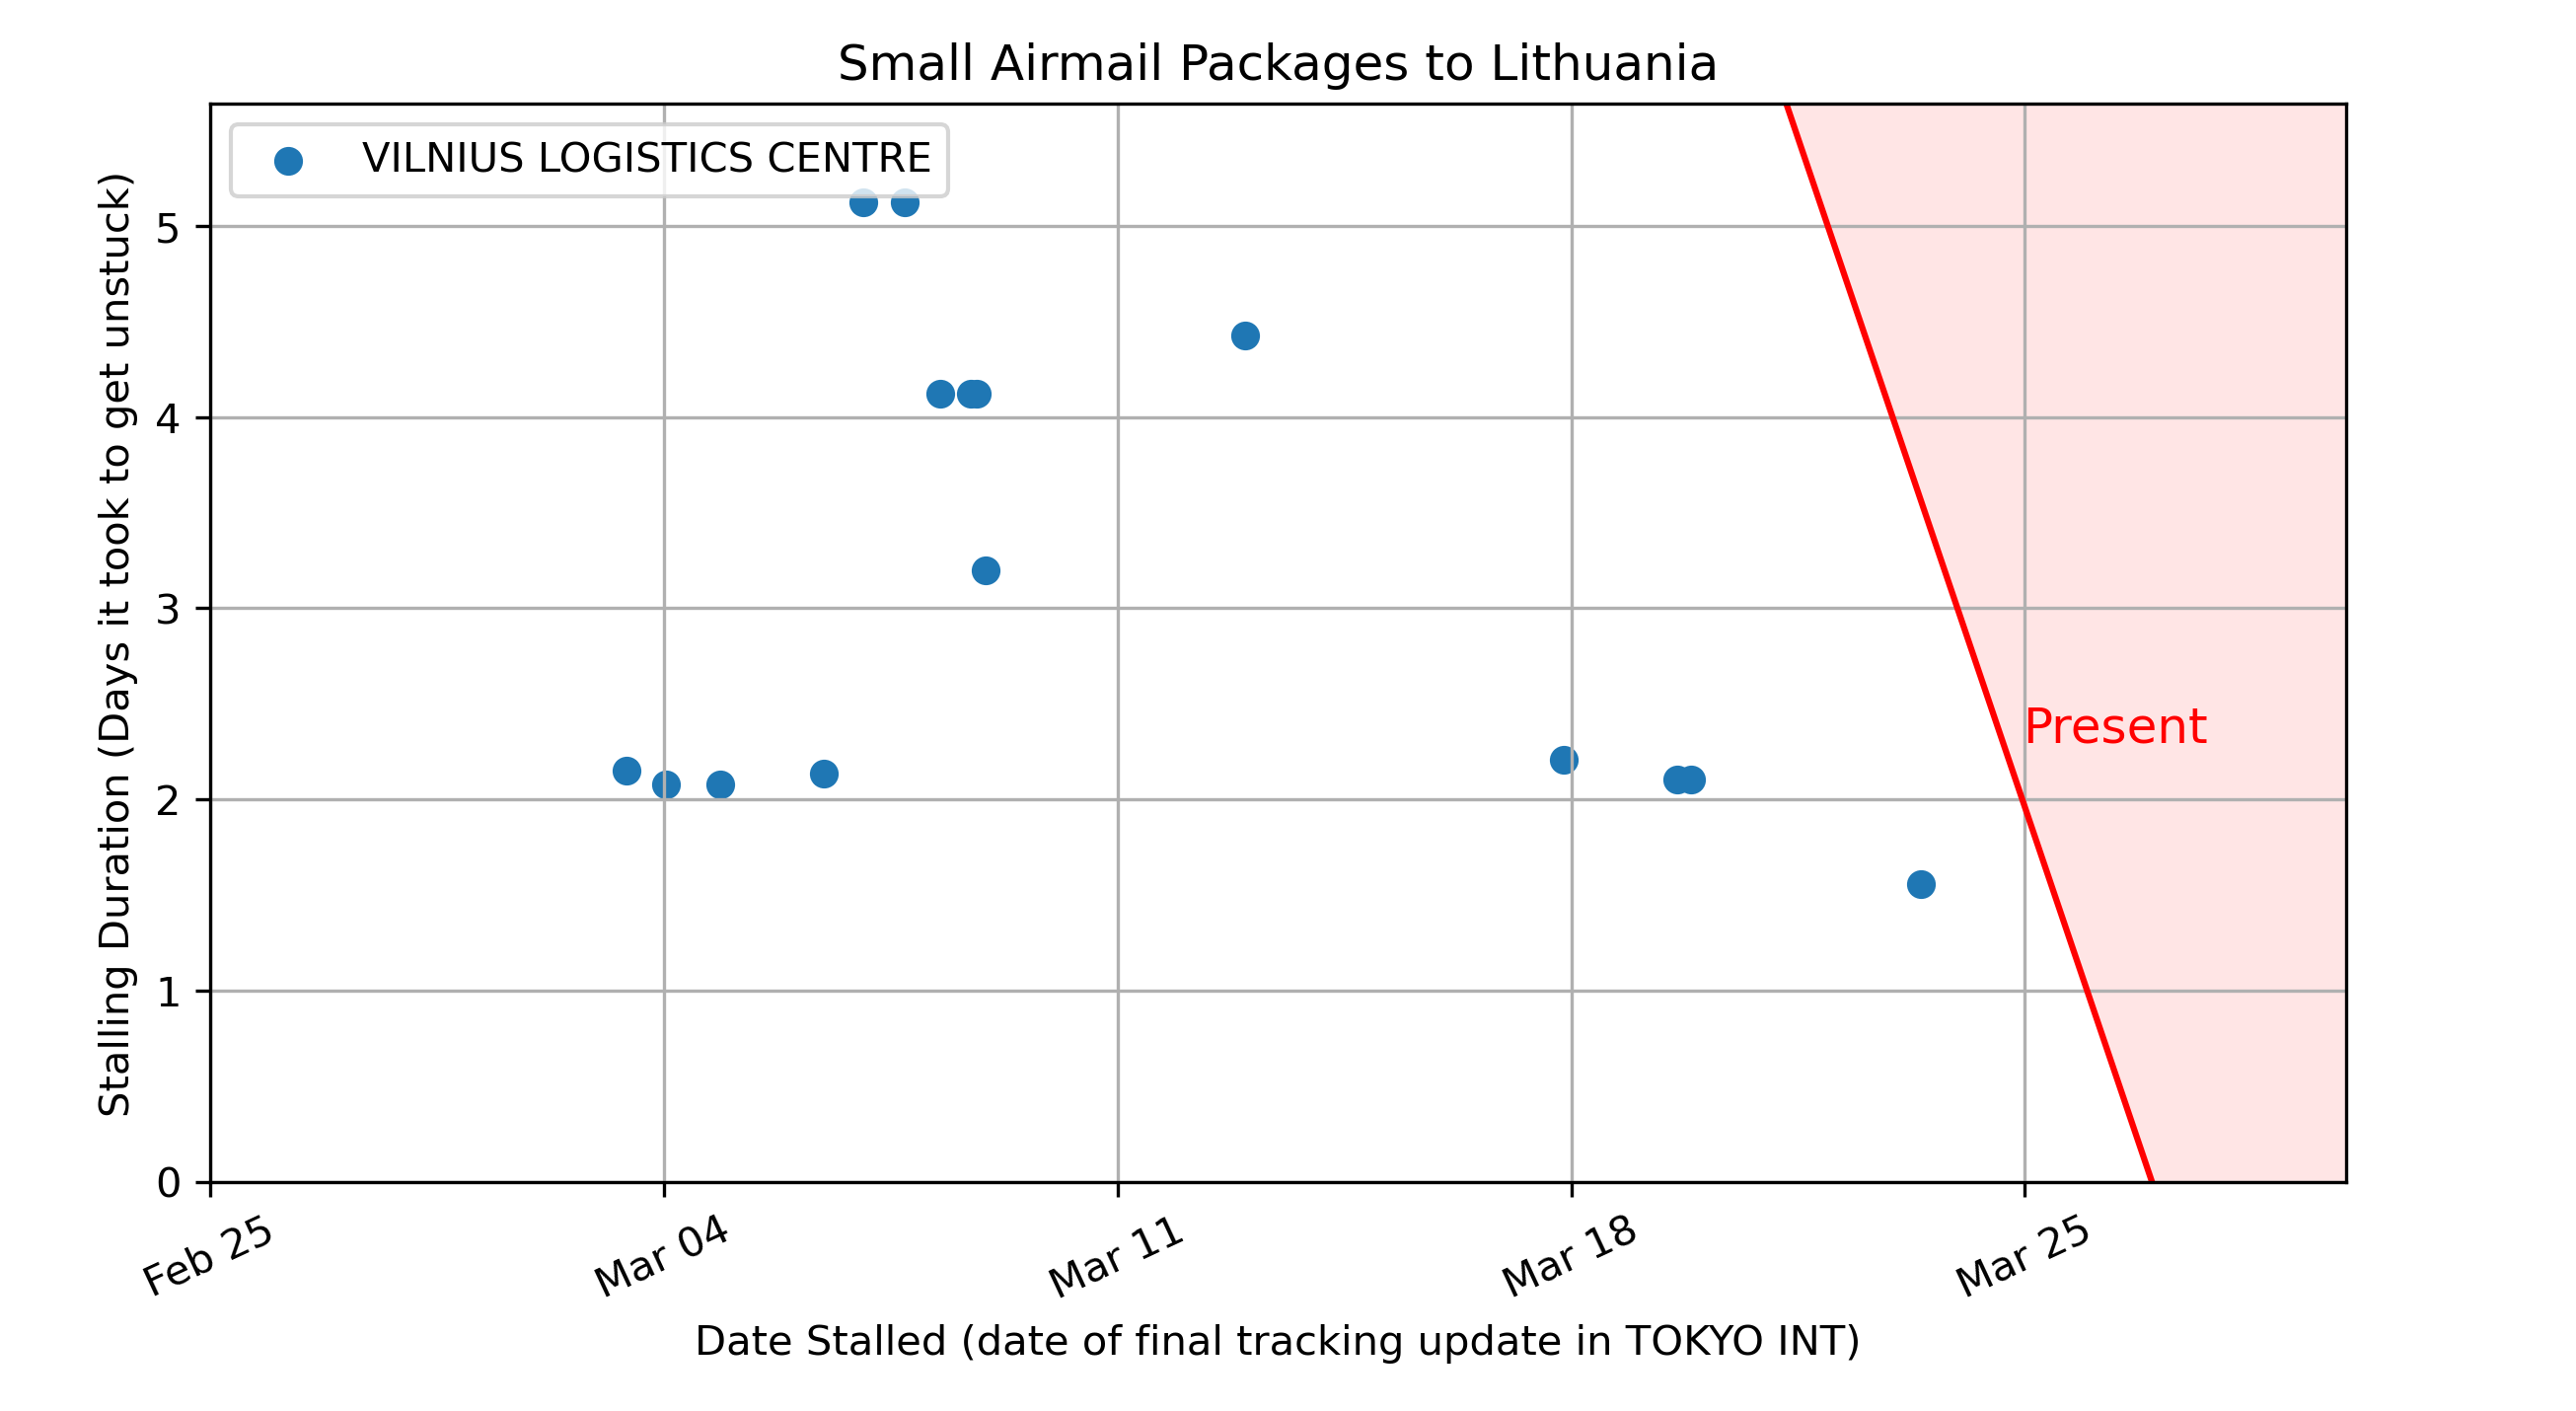 Small Airmail Packages to Lithuania
VILNIUS LOGISTICS CENTRE
Stalling Duration (Days it took to get unstuck)
5
4
3
2
1
0
Present
Feb 25
Mar 04
Mar 11
Mar 18
Mar 25
Date Stalled (date of final tracking update in TOKYO INT)